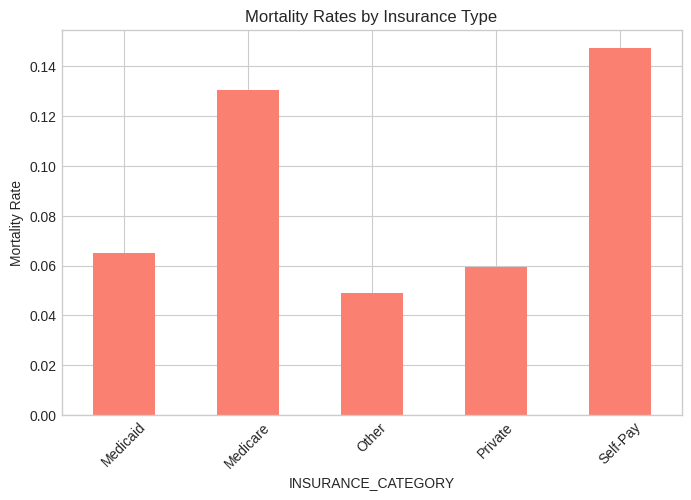 Mortality Rates by Insurance Type
Mortality Rate
0.14
0.12
0.10
0.08
0.06
0.04
0.02
0.00
Medicaid
Medicare
Other
Private
Self-Pay
INSURANCE_CATEGORY